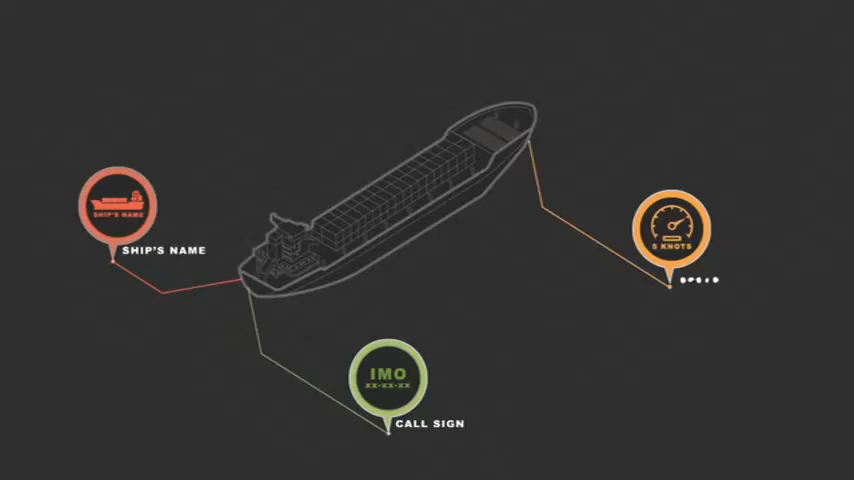 SHIP'S NAME
SHIP'S NAME
5 KNOTS
IMO
XX-XX-XX
CALL SIGN